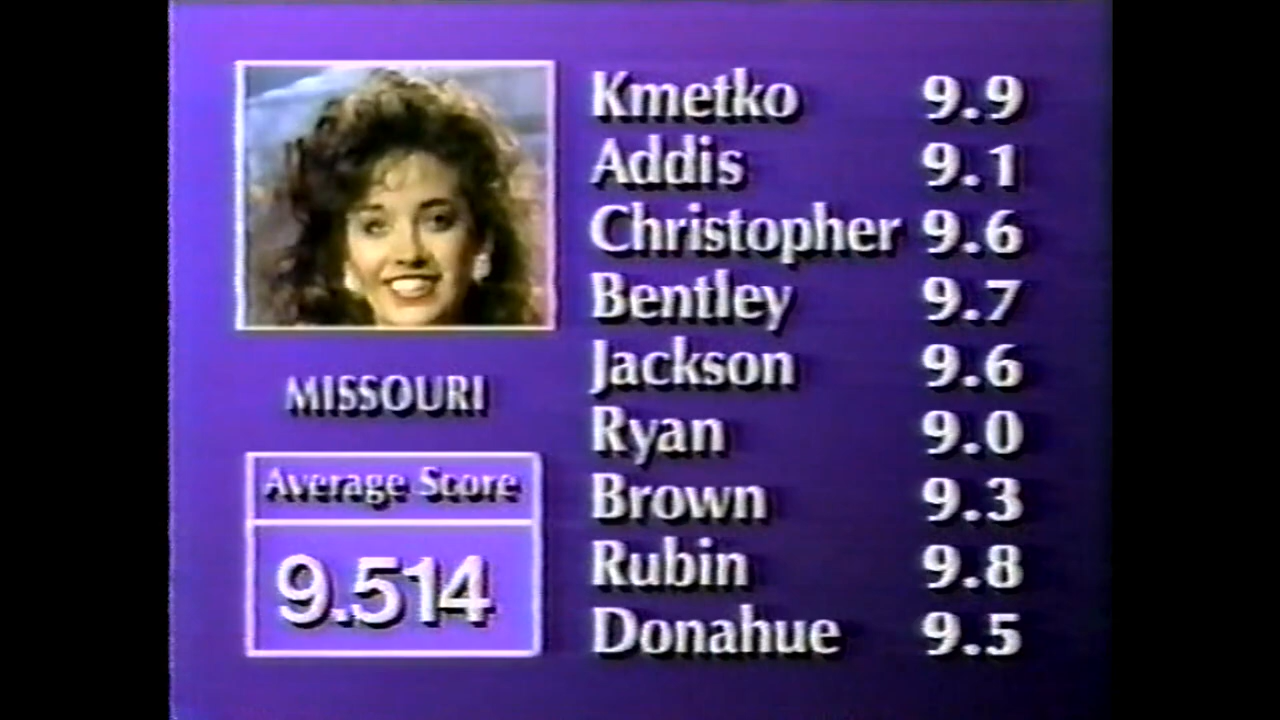 Kmetko 9.9
Addis 9.1
Christopher 9.6
Bentley 9.7
Jackson 9.6
Ryan 9.0
Brown 9.3
Rubin 9.8
Donahue 9.5
MISSOURI
Average Score
9.514